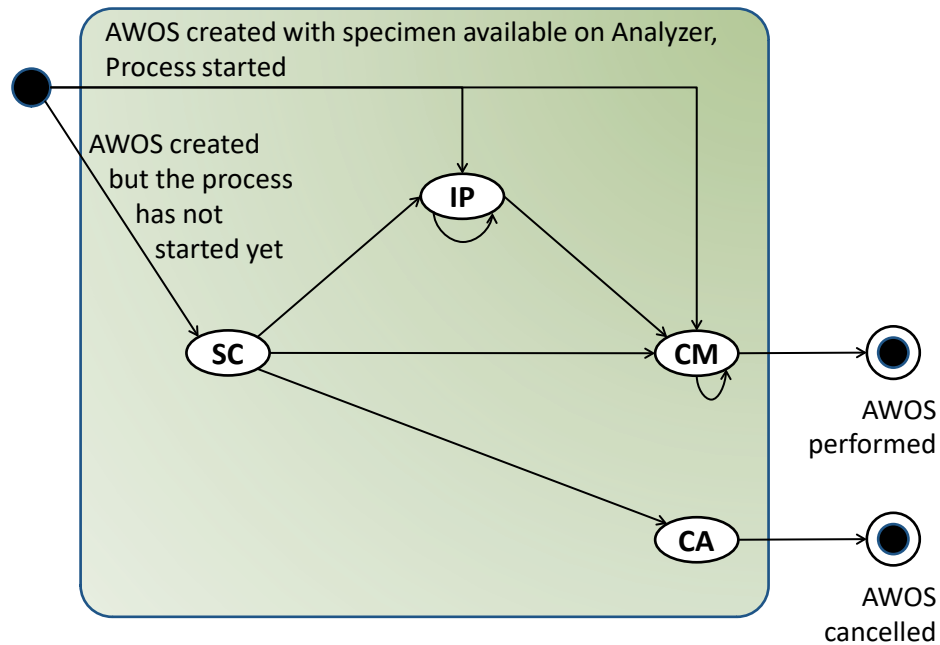 AWOS created with specimen available on Analyzer,
Process started
AWOS created
but the process
has not
started yet
IP
SC
CM
AWOS
performed
CA
AWOS
cancelled